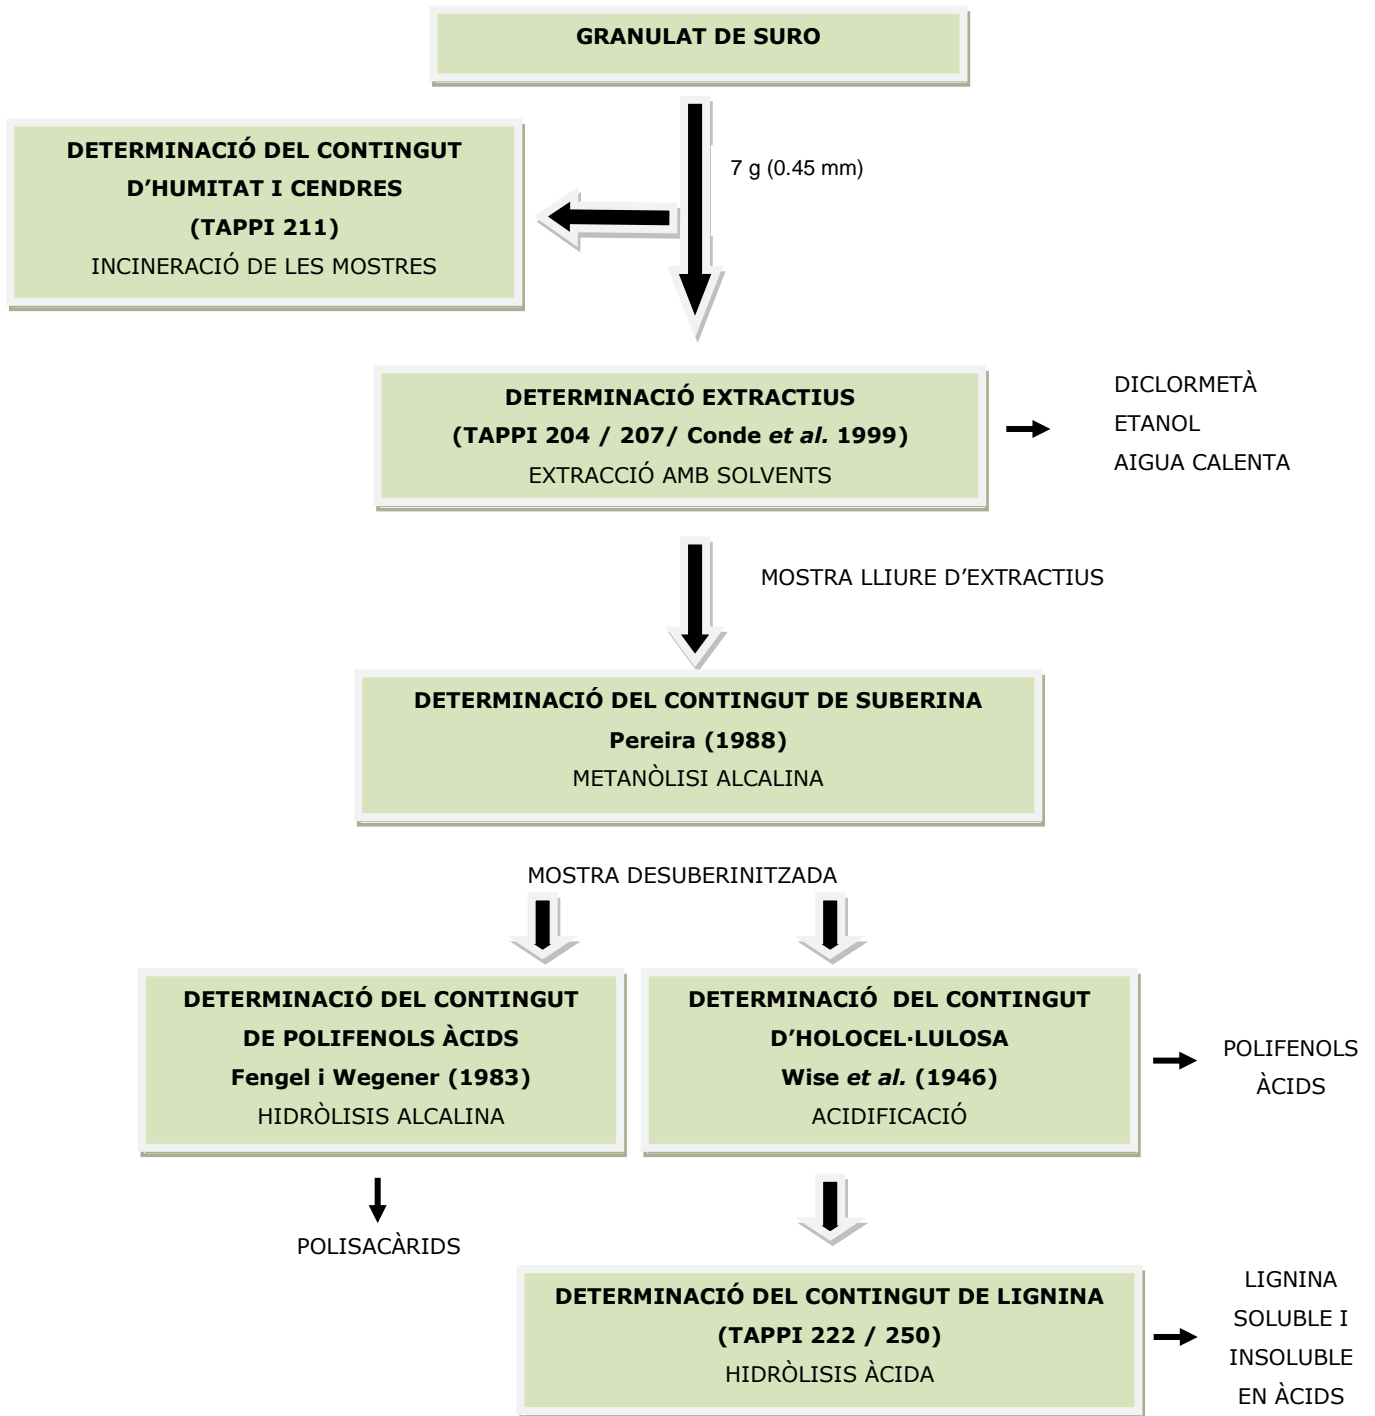 GRANULAT DE SURO
DETERMINACIÓ DEL CONTINGUT
D'HUMITAT I CENDRES
(TAPPI 211)
INCINERACIÓ DE LES MOSTRES
7 g (0.45 mm)
DETERMINACIÓ EXTRACTIUS
(TAPPI 204 / 207/ Conde et al. 1999)
EXTRACCIÓ AMB SOLVENTS
DICLORMETÀ
ETANOL
AIGUA CALENTA
MOSTRA LLIURE D'EXTRACTIUS
DETERMINACIÓ DEL CONTINGUT DE SUBERINA
Pereira (1988)
METANÒLISI ALCALINA
MOSTRA DESUBERINITZADA
DETERMINACIÓ DEL CONTINGUT
DE POLIFENOLS ÀCIDS
Fengel i Wegener (1983)
HIDRÒLISIS ALCALINA
DETERMINACIÓ  DEL CONTINGUT
D'HOLOCEL·LULOSA
Wise et al. (1946)
ACIDIFICACIÓ
POLIFENOLS
ÀCIDS
POLISACÀRIDS
DETERMINACIÓ DEL CONTINGUT DE LIGNINA
(TAPPI 222 / 250)
HIDRÒLISIS ÀCIDA
LIGNINA
SOLUBLE I
INSOLUBLE
EN ÀCIDS